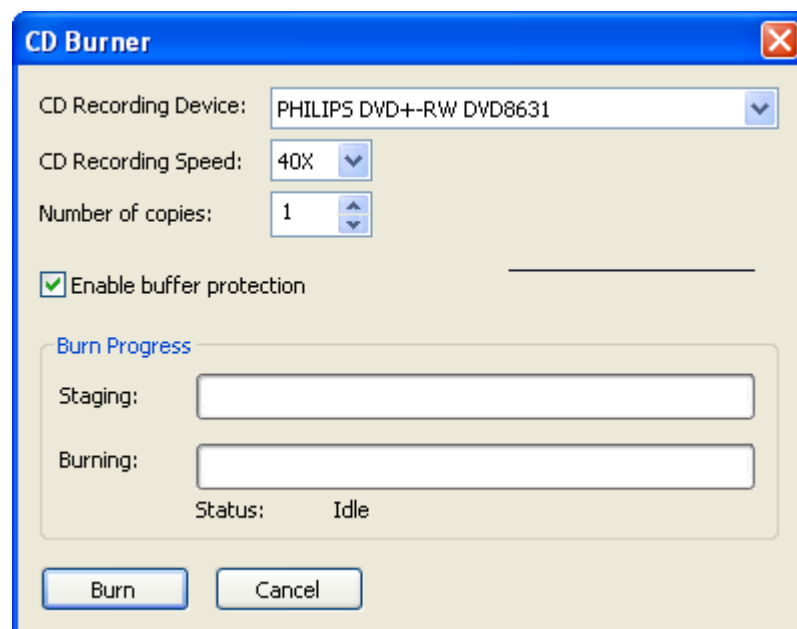 CD Burner
CD Recording Device: PHILIPS DVD+-RW DVD8631
CD Recording Speed: 40X
Number of copies: 1
Enable buffer protection
Burn Progress
Staging:
Burning:
Status: Idle
Burn Cancel